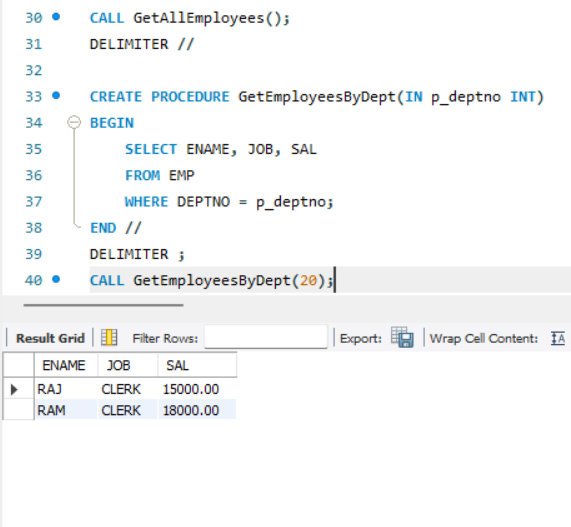 30 CALL GetAllEmployees();
31 DELIMITER //
32
33 CREATE PROCEDURE GetEmployeesByDept(IN p_deptno INT)
34 BEGIN
35 SELECT ENAME, JOB, SAL
36 FROM EMP
37 WHERE DEPTNO = p_deptno;
38 END //
39 DELIMITER ;
40 CALL GetEmployeesByDept(20);
Result Grid Filter Rows: Export: Wrap Cell Content: IA
ENAME JOB SAL
RAJ CLERK 15000.00
RAM CLERK 18000.00